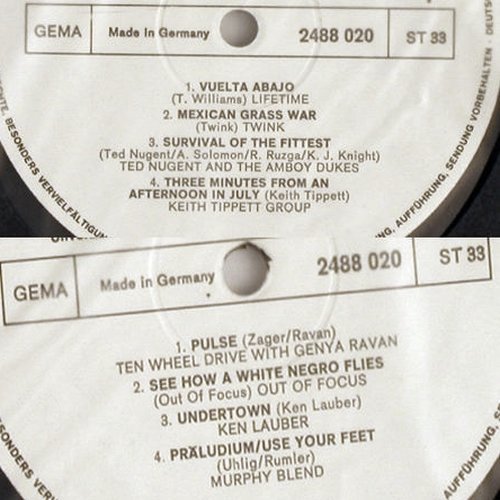 GEMA Made in Germany 2488 020 ST 33
1. VUELTA ABAJO
(T. Williams) LIFETIME
2. MEXICAN GRASS WAR
(Twink) TWINK
3. SURVIVAL OF THE FITTEST
(Ted Nugent/A. Solomon/R. Ruzga/K. J. Knight)
TED NUGENT AND THE AMBOY DUKES
4. THREE MINUTES FROM AN
AFTERNOON IN JULY (Keith Tippett)
KEITH TIPPETT GROUP
BESONDERS VERVIELFÄLTIGUN
NG, AUFFÜHRUNG, SENDUNG VORBEHALTEN
GEMA Made in Germany 2488 020 ST 33
1. PULSE (Zager/Ravan)
TEN WHEEL DRIVE WITH GENYA RAVAN
2. SEE HOW A WHITE NEGRO FLIES
(Out Of Focus) OUT OF FOCUS
3. UNDERTOWN (Ken Lauber)
KEN LAUBER
4. PRÄLUDIUM/USE YOUR FEET
(Uhlig/Rumler)
MURPHY BLEND
SONDERS VERV
AUFFÜHRUNG,